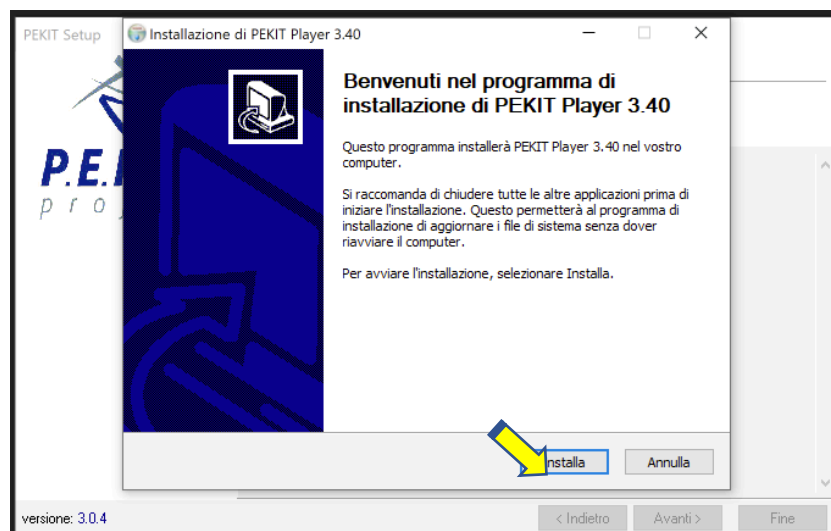 PEKIT Setup
Installazione di PEKIT Player 3.40
Benvenuti nel programma di
installazione di PEKIT Player 3.40
Questo programma installerà PEKIT Player 3.40 nel vostro
computer.
Si raccomanda di chiudere tutte le altre applicazioni prima di
iniziare l'installazione. Questo permetterà al programma di
installazione di aggiornare i file di sistema senza dover
riavviare il computer.
Per avviare l'installazione, selezionare Installa.
P.E.
p r o
nstalla
Annulla
versione: 3.0.4
< Indietro
Avanti >
Fine